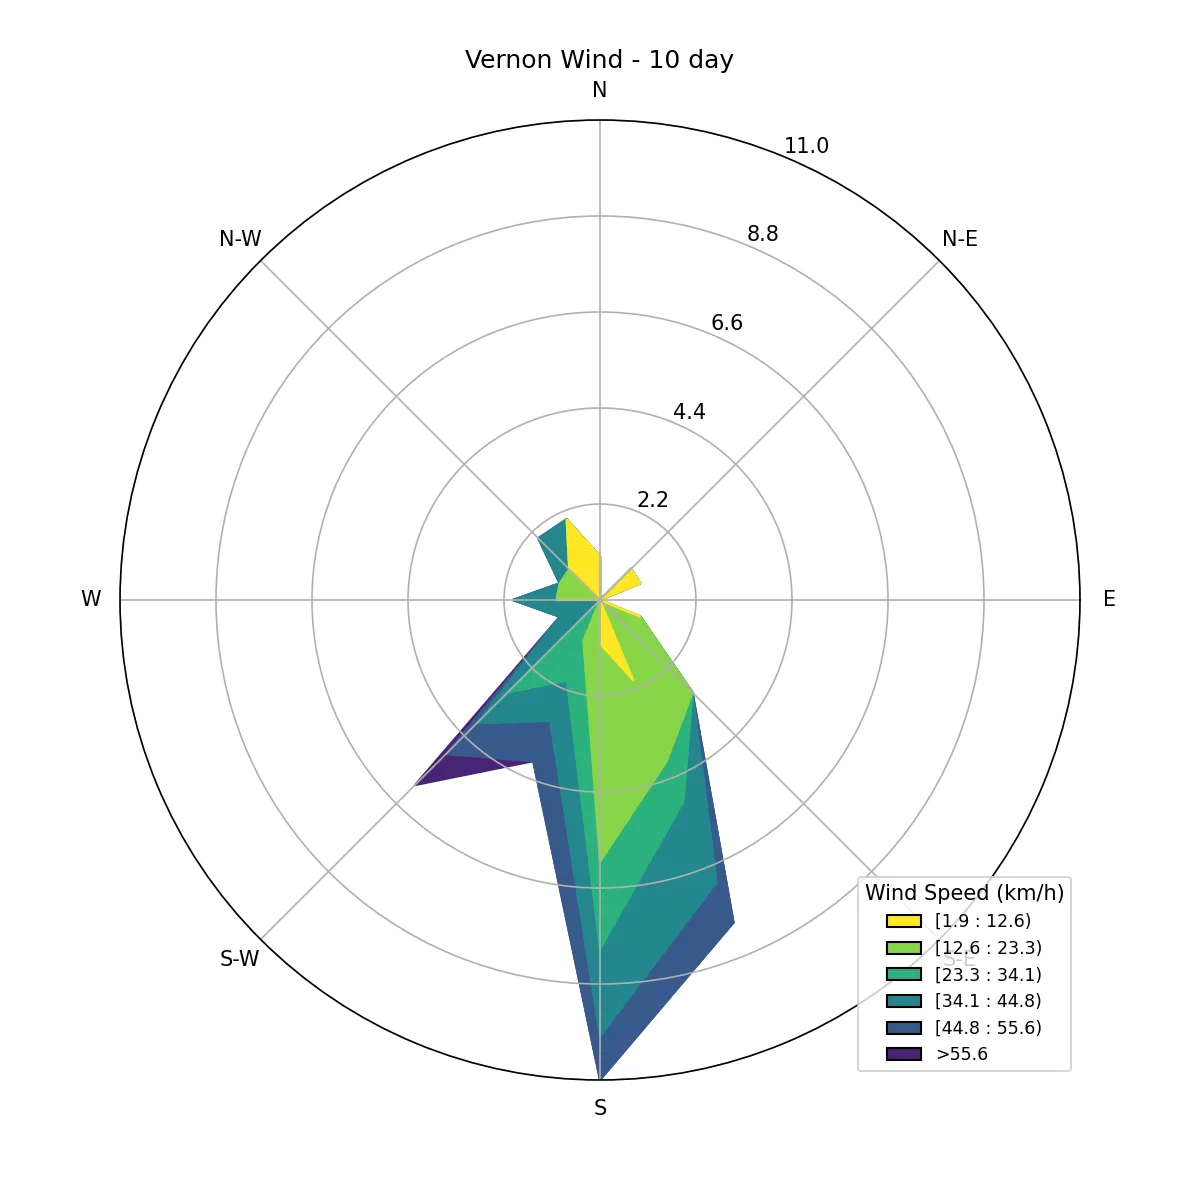 Vernon Wind - 10 day
N
11.0
N-W
N-E
8.8
6.6
4.4
2.2
W
E
S-W
S-E
Wind Speed (km/h)
[1.9 : 12.6)
[12.6 : 23.3)
[23.3 : 34.1)
[34.1 : 44.8)
[44.8 : 55.6)
>55.6
S